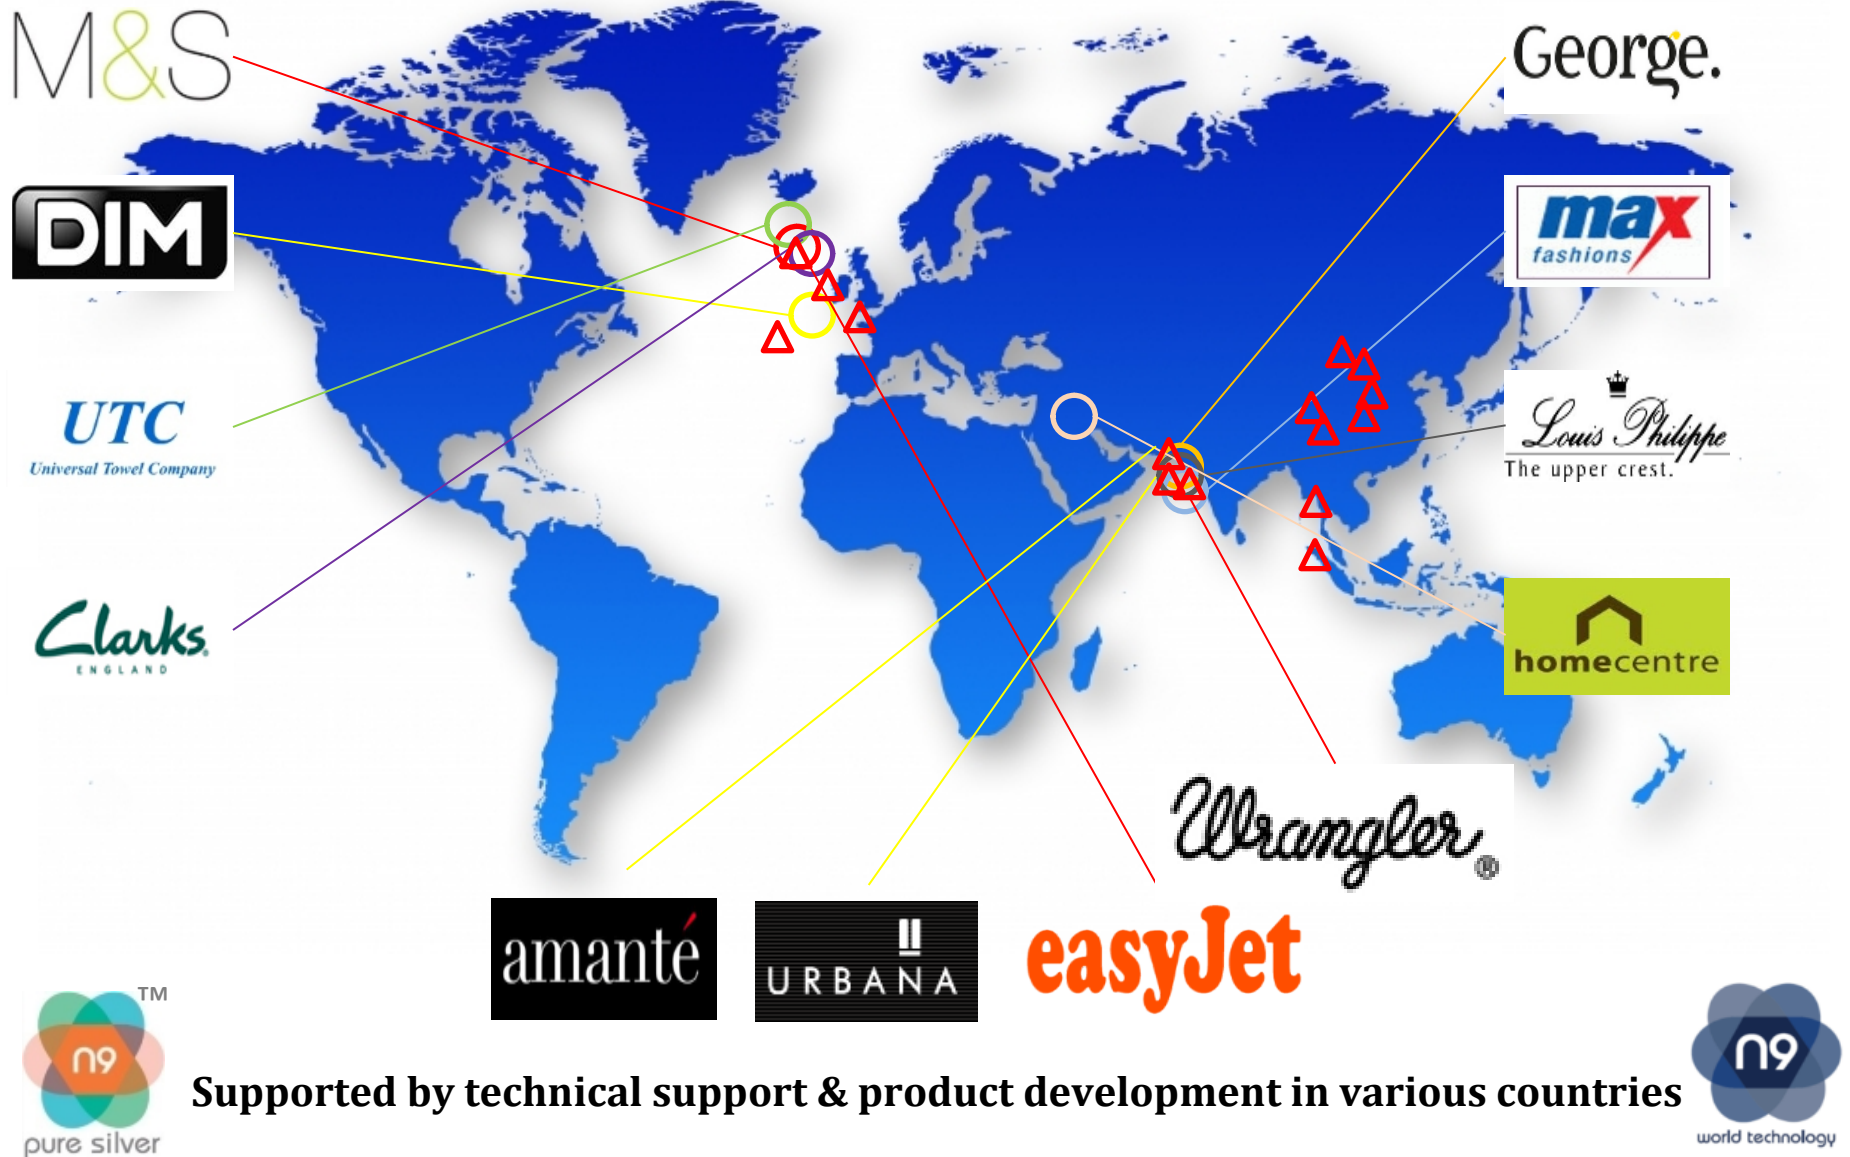 M&S
George.
DIM
max
fashions
UTC
Universal Towel Company
Louis Philippe
The upper crest.
Clarks
ENGLAND
homecentre
Wrangler®
amanté
URBANA
easyJet
TM
n9
pure silver
Supported by technical support & product development in various countries
n9
world technology